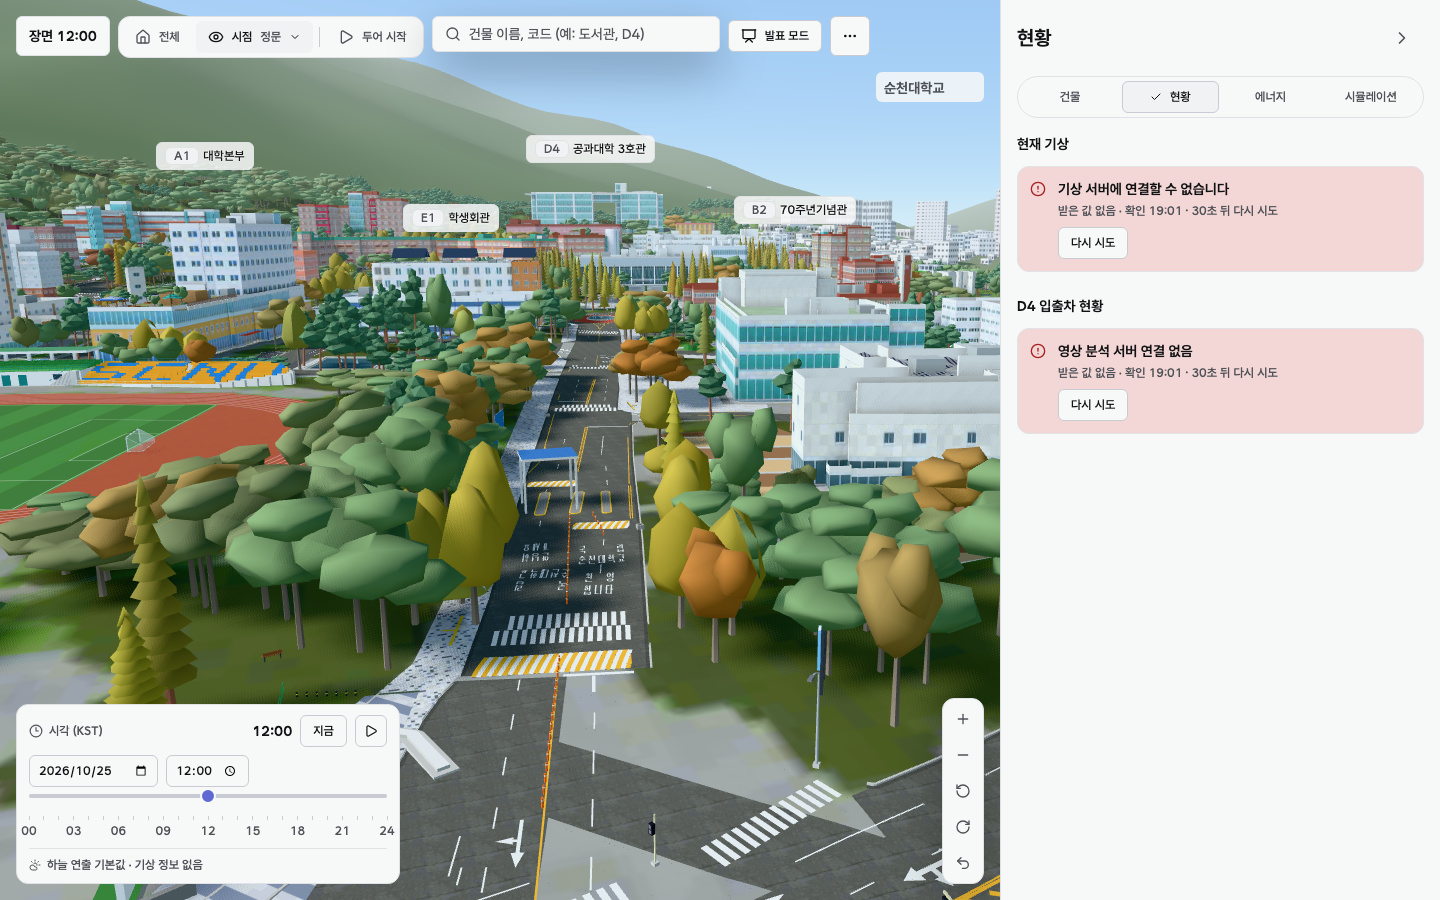 장면 12:00
전체
시점 정문
투어 시작
건물 이름, 코드 (예: 도서관, D4)
발표 모드
순천대학교
A1 대학본부
D4 공과대학 3호관
E1 학생회관
B2 70주년기념관
SCNU
시각 (KST)
12:00
지금
2026/10/25
12:00
00 03 06 09 12 15 18 21 24
하늘 연출 기본값 · 기상 정보 없음
현황
건물
현황
에너지
시뮬레이션
현재 기상
기상 서버에 연결할 수 없습니다
받은 값 없음 · 확인 19:01 · 30초 뒤 다시 시도
다시 시도
D4 입출차 현황
영상 분석 서버 연결 없음
받은 값 없음 · 확인 19:01 · 30초 뒤 다시 시도
다시 시도